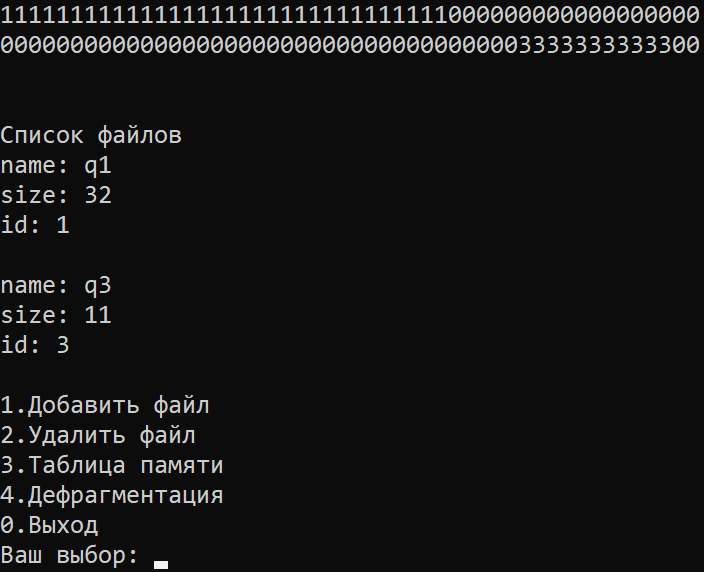 11111111111111111111111111111111000000000000000000
00000000000000000000000000000000000003333333333300
Список файлов
name: q1
size: 32
id: 1
name: q3
size: 11
id: 3
1.Добавить файл
2.Удалить файл
3.Таблица памяти
4.Дефрагментация
0.Выход
Ваш выбор: